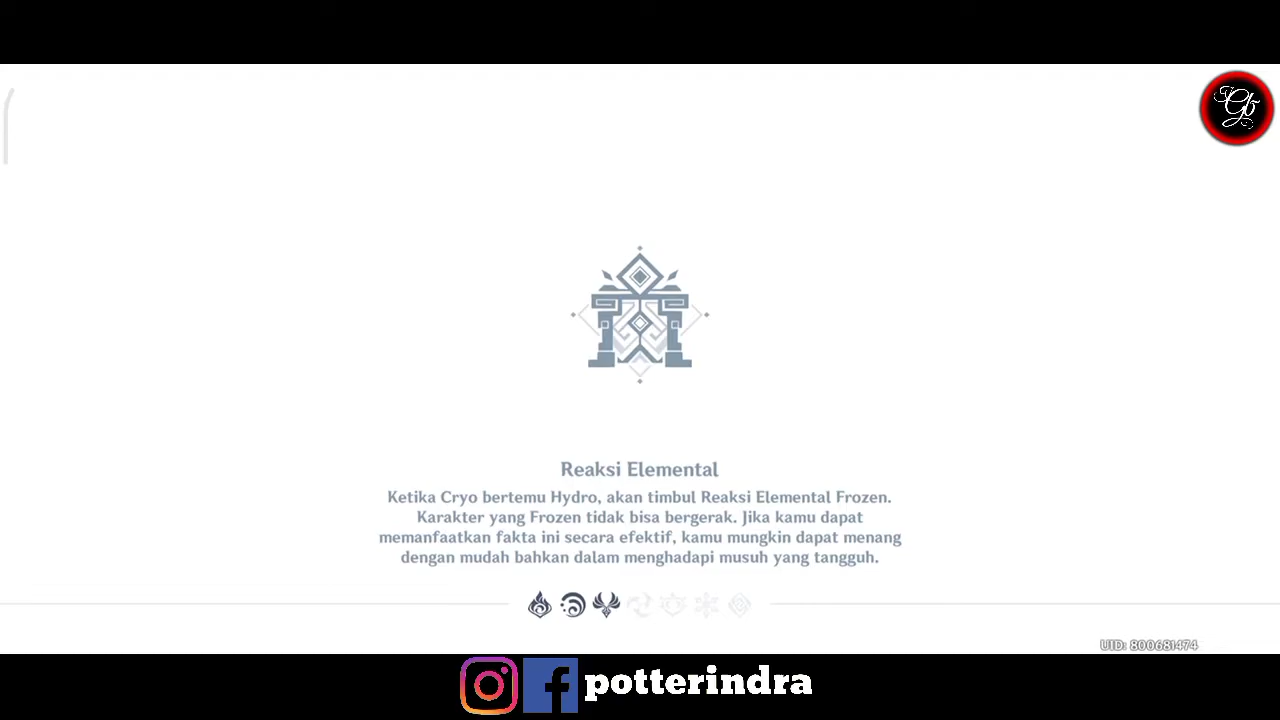 Gb
Reaksi Elemental
Ketika Cryo bertemu Hydro, akan timbul Reaksi Elemental Frozen.
Karakter yang Frozen tidak bisa bergerak. Jika kamu dapat
memanfaatkan fakta ini secara efektif, kamu mungkin dapat menang
dengan mudah bahkan dalam menghadapi musuh yang tangguh.
UID: 800681474
potterindra